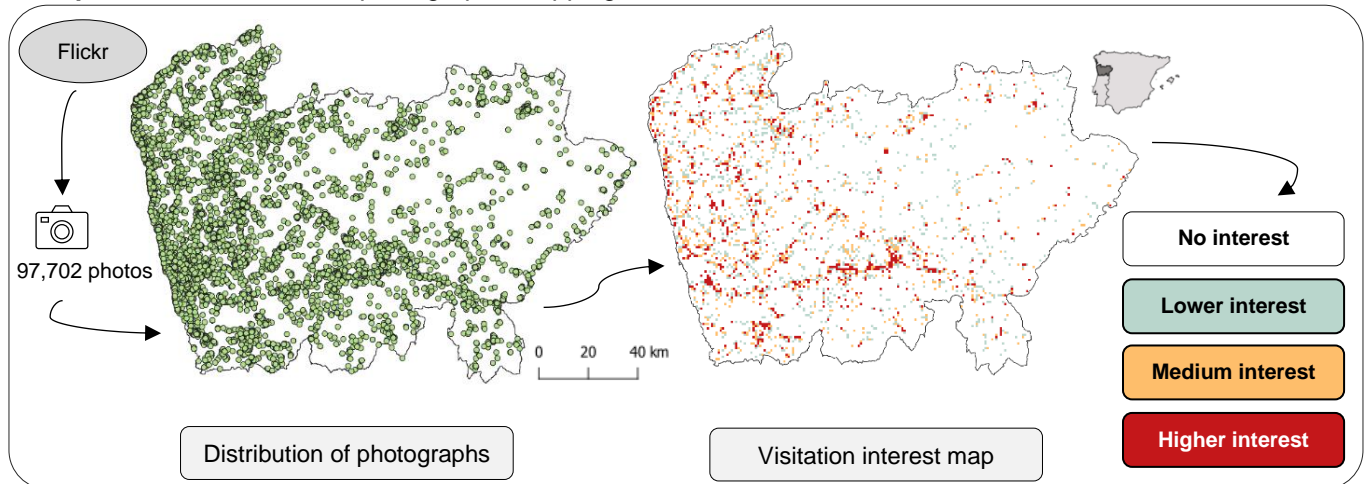 Flickr
97,702 photos
0 20 40 km
No interest
Lower interest
Medium interest
Higher interest
Distribution of photographs
Visitation interest map